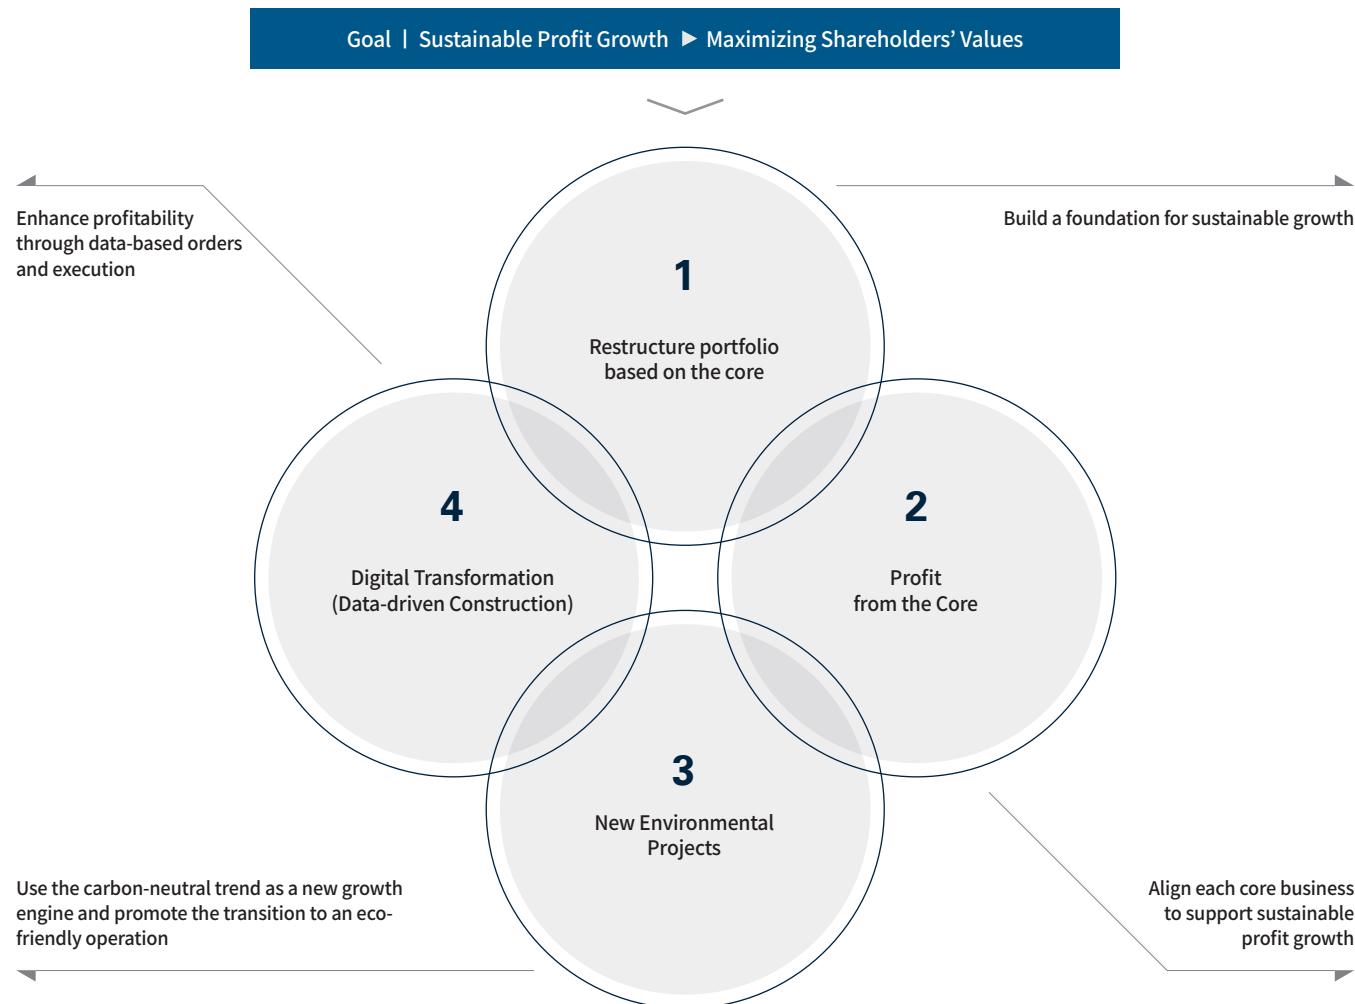 Goal | Sustainable Profit Growth ▶ Maximizing Shareholders’ Values
Enhance profitability
through data-based orders
and execution
Build a foundation for sustainable growth
1
Restructure portfolio
based on the core
4
Digital Transformation
(Data-driven Construction)
2
Profit
from the Core
3
New Environmental
Projects
Use the carbon-neutral trend as a new growth
engine and promote the transition to an eco-
friendly operation
Align each core business
to support sustainable
profit growth